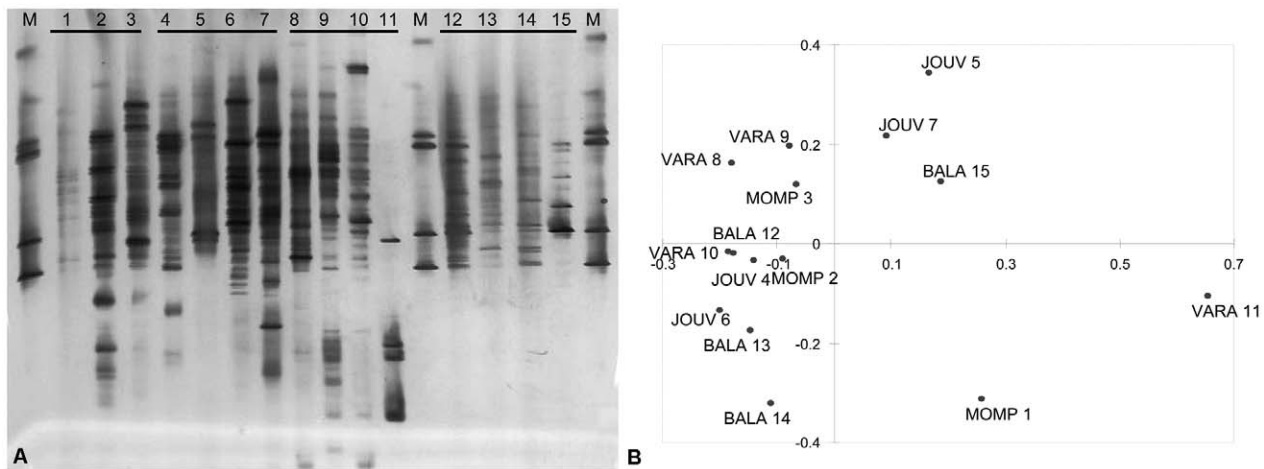 M 1 2 3 4 5 6 7 8 9 10 11 M 12 13 14 15 M
A
0.4
JOUV 5
JOUV 7
VARA 9
0.2
VARA 8
BALA 15
MOMP 3
BALA 12
0
VARA 10
-0.3 -0.1 0.1 0.3 0.5 0.7
JOUV 4 MOMP 2
VARA 11
JOUV 6
BALA 13
-0.2
BALA 14
MOMP 1
-0.4
B